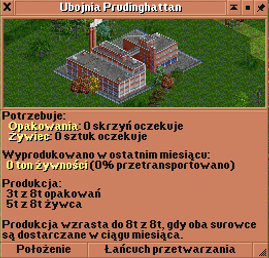 Ubojnia Prudinghattan
Potrzebuje:
Opakowania: 0 skrzyń oczekuje
Żywiec: 0 sztuk oczekuje
Wyprodukowano w ostatnim miesiącu:
0 ton żywności (0% przetransportowano)
Produkcja:
3t z 8t opakowań
5t z 8t żywca
Produkcja wzrasta do 8t z 8t, gdy oba surowce
są dostarczane w ciągu miesiąca.
Położenie
Łańcuch przetwarzania